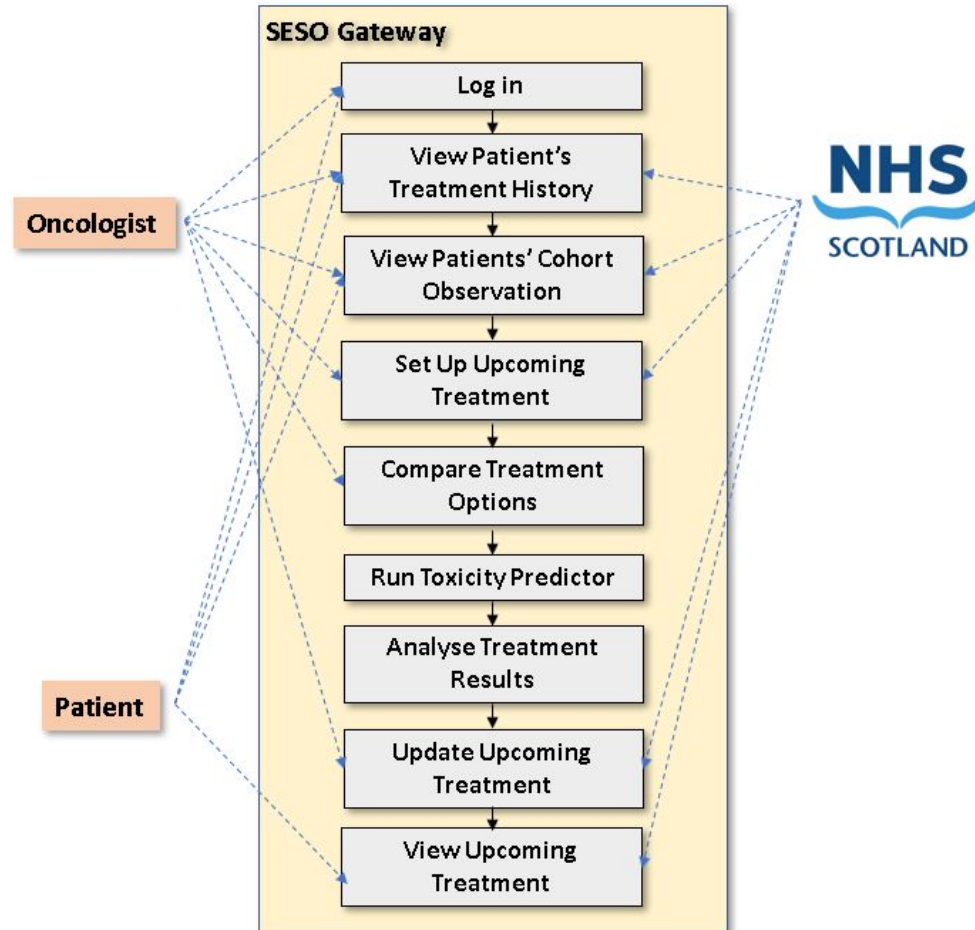 SESO Gateway
Log in
View Patient's
Treatment History
NHS
SCOTLAND
Oncologist
View Patients' Cohort
Observation
Set Up Upcoming
Treatment
Compare Treatment
Options
Run Toxicity Predictor
Analyse Treatment
Results
Patient
Update Upcoming
Treatment
View Upcoming
Treatment